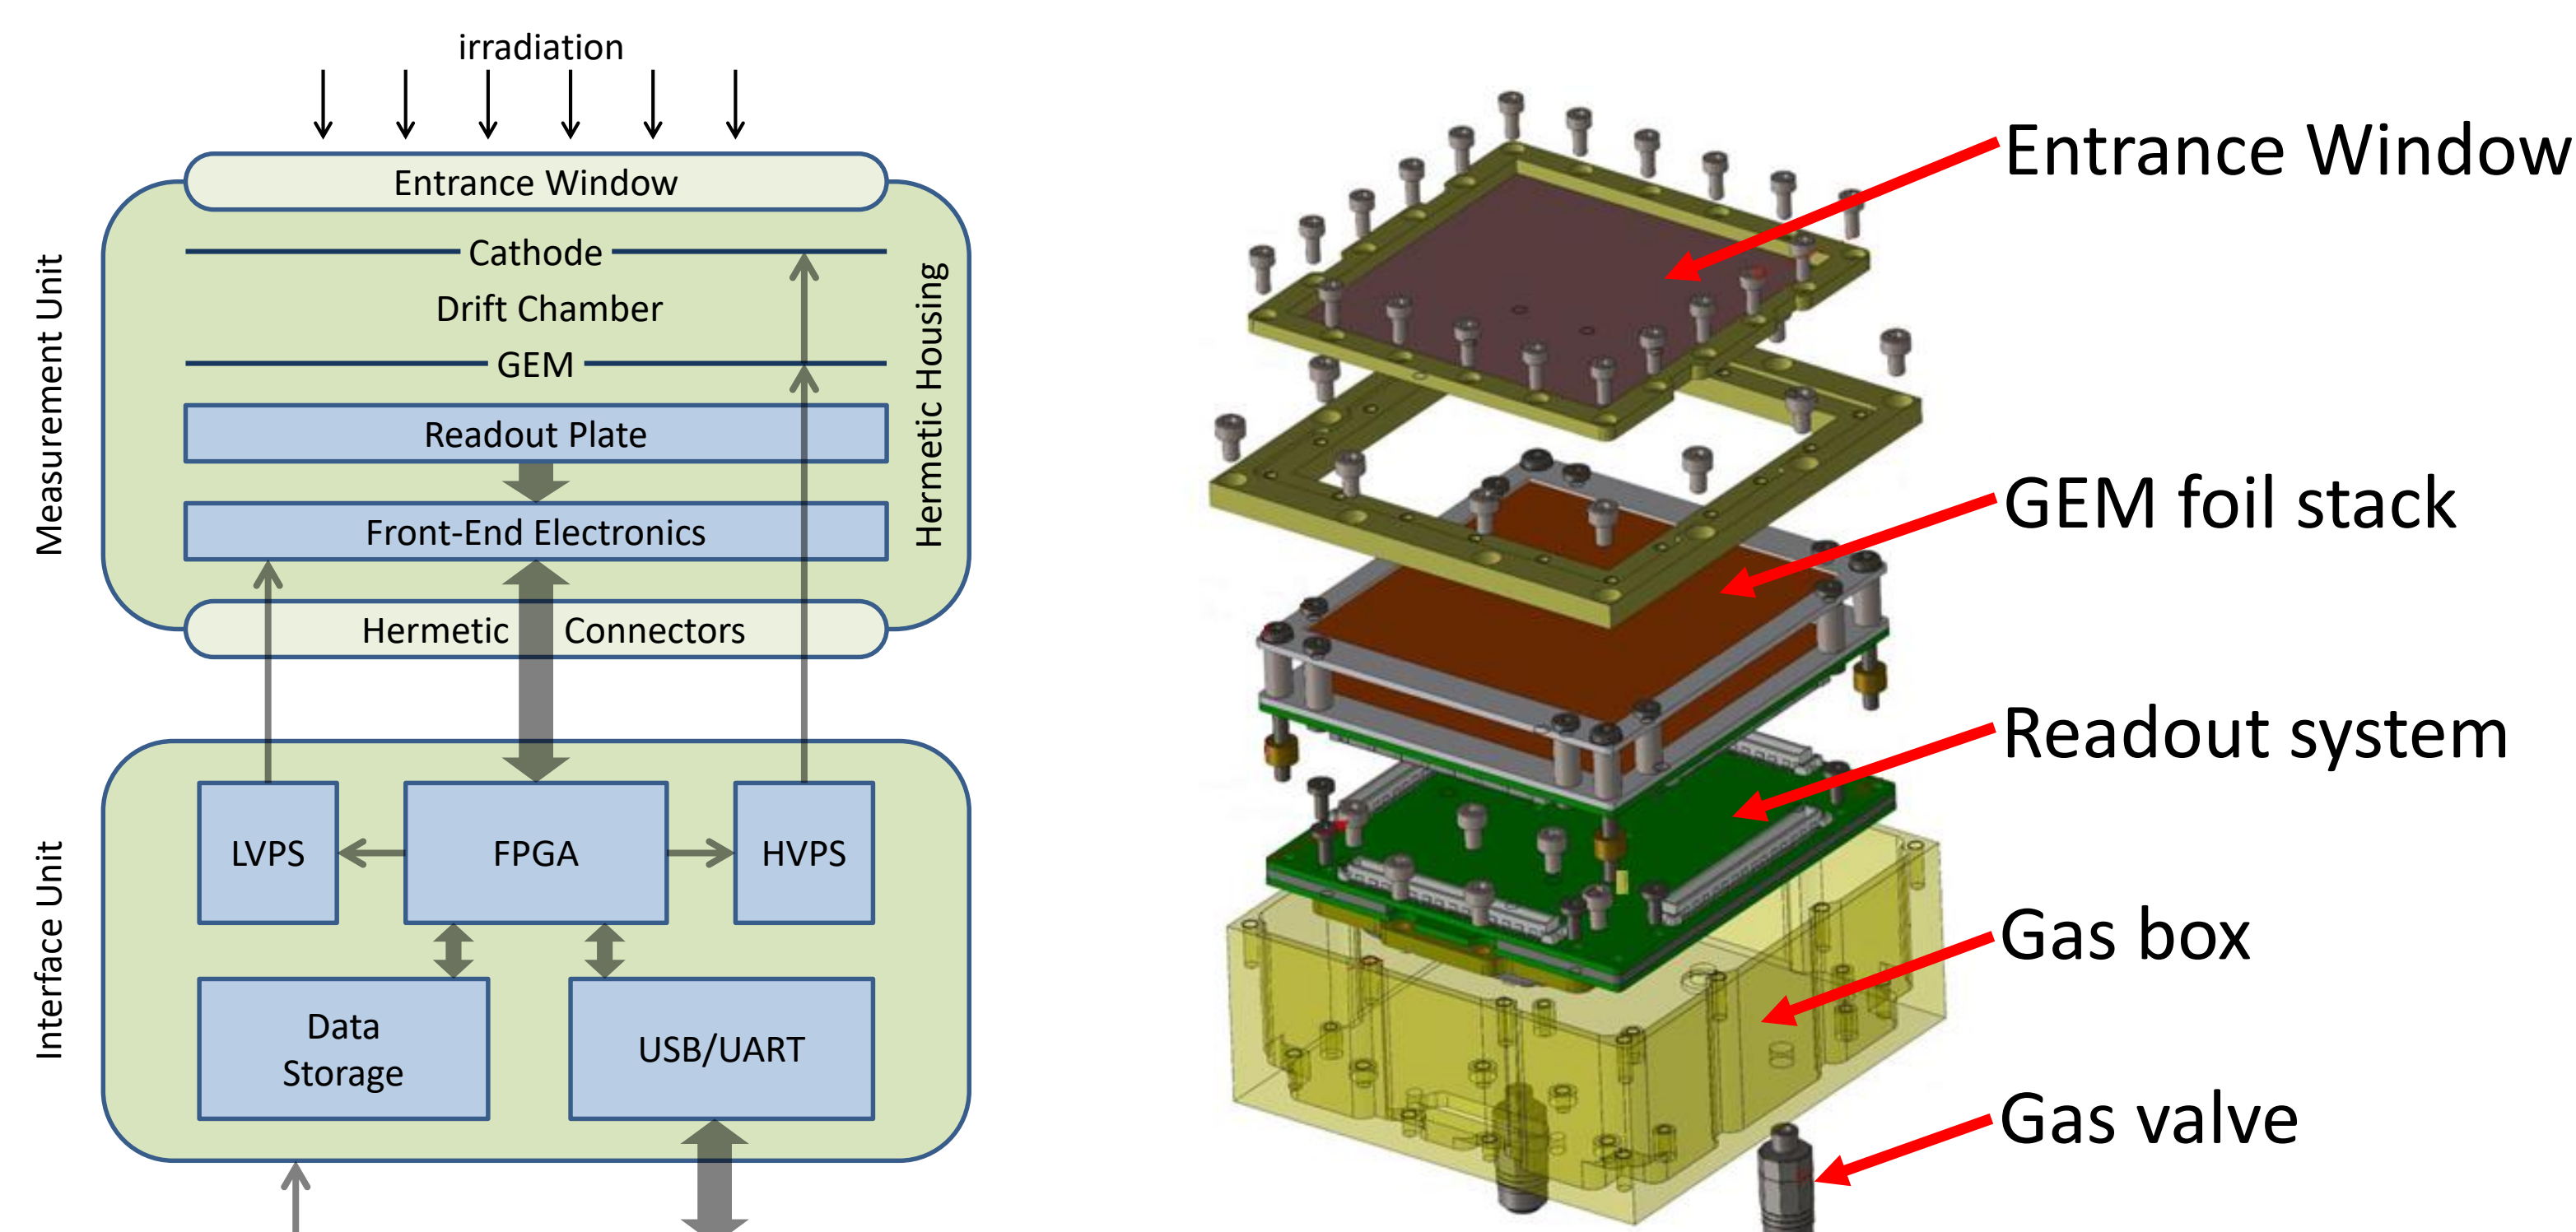 irradiation
Entrance Window
Cathode
Drift Chamber
GEM
Readout Plate
Front-End Electronics
Hermetic Connectors
Measurement Unit
Hermetic Housing
LVPS
FPGA
HVPS
Data
Storage
USB/UART
Interface Unit
Entrance Window
GEM foil stack
Readout system
Gas box
Gas valve